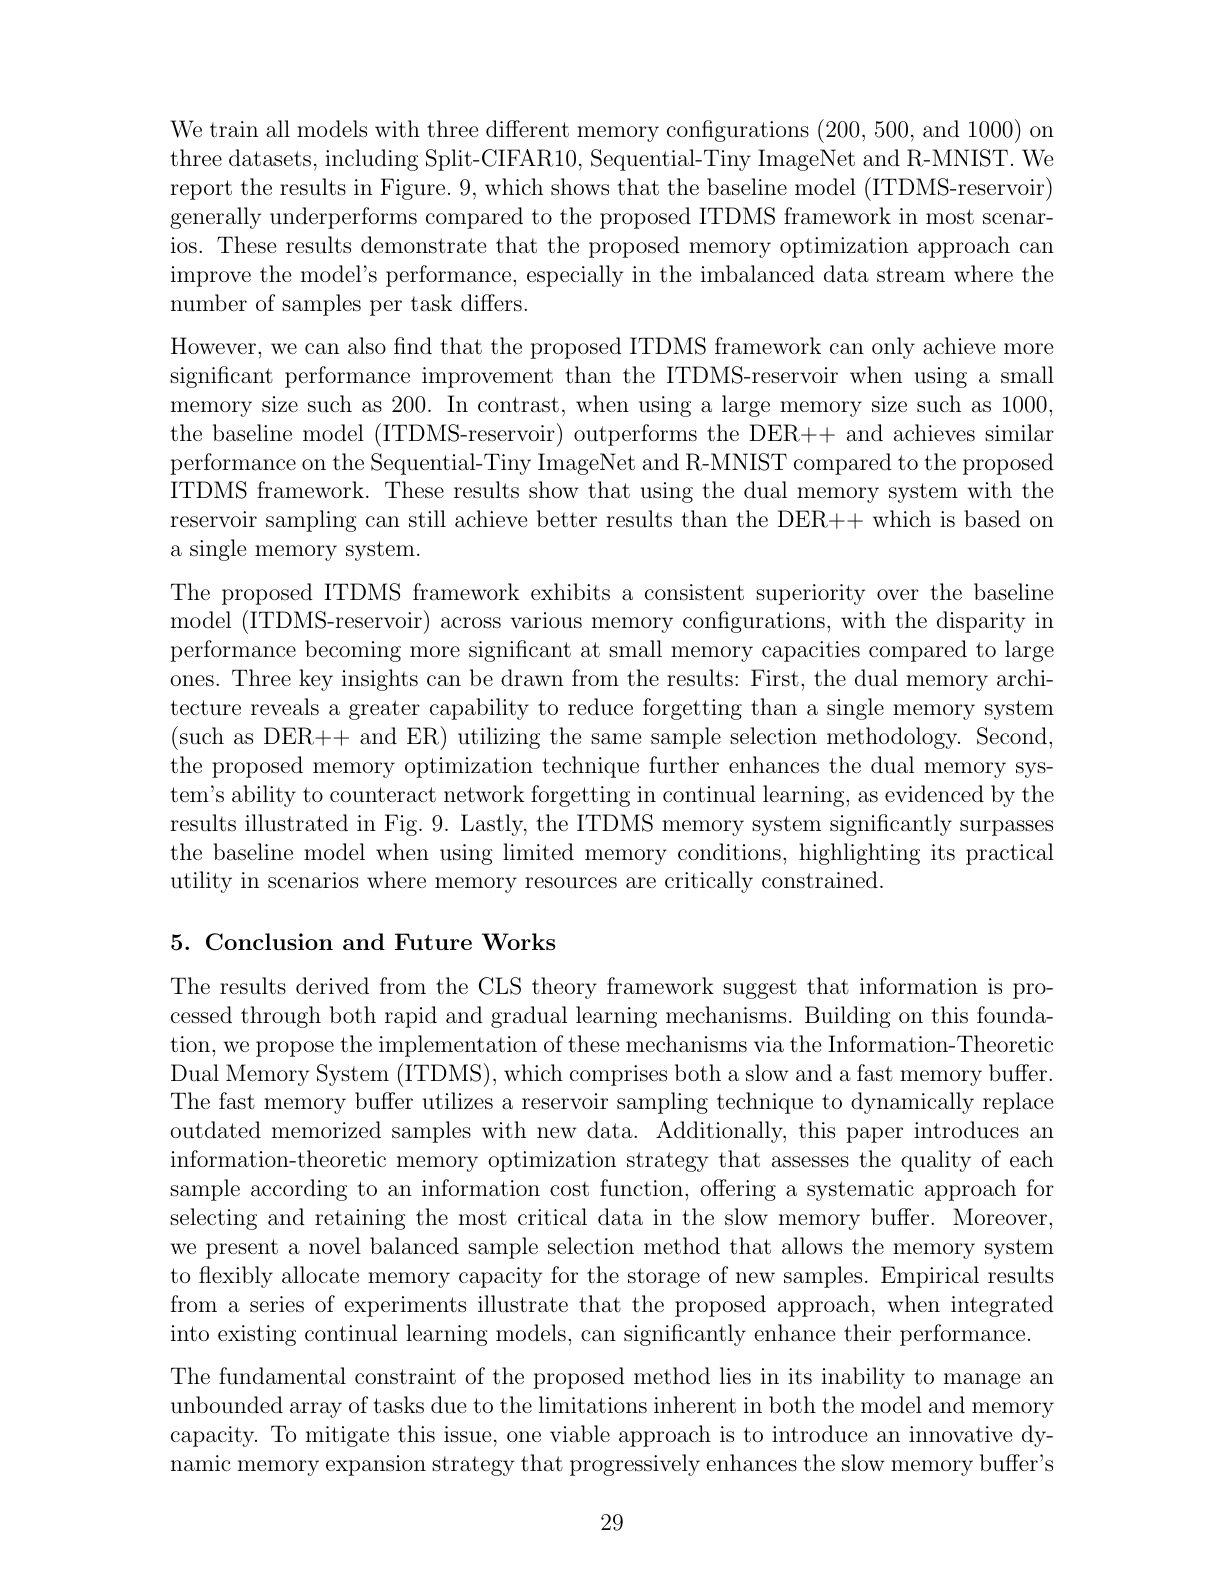 We train all models with three different memory configurations (200, 500, and 1000) on
three datasets, including Split-CIFAR10, Sequential-Tiny ImageNet and R-MNIST. We
report the results in Figure. 9, which shows that the baseline model (ITDMS-reservoir)
generally underperforms compared to the proposed ITDMS framework in most scenar-
ios. These results demonstrate that the proposed memory optimization approach can
improve the model's performance, especially in the imbalanced data stream where the
number of samples per task differs.
However, we can also find that the proposed ITDMS framework can only achieve more
significant performance improvement than the ITDMS-reservoir when using a small
memory size such as 200. In contrast, when using a large memory size such as 1000,
the baseline model (ITDMS-reservoir) outperforms the DER++ and achieves similar
performance on the Sequential-Tiny ImageNet and R-MNIST compared to the proposed
ITDMS framework. These results show that using the dual memory system with the
reservoir sampling can still achieve better results than the DER++ which is based on
a single memory system.
The proposed ITDMS framework exhibits a consistent superiority over the baseline
model (ITDMS-reservoir) across various memory configurations, with the disparity in
performance becoming more significant at small memory capacities compared to large
ones. Three key insights can be drawn from the results: First, the dual memory archi-
tecture reveals a greater capability to reduce forgetting than a single memory system
(such as DER++ and ER) utilizing the same sample selection methodology. Second,
the proposed memory optimization technique further enhances the dual memory sys-
tem's ability to counteract network forgetting in continual learning, as evidenced by the
results illustrated in Fig. 9. Lastly, the ITDMS memory system significantly surpasses
the baseline model when using limited memory conditions, highlighting its practical
utility in scenarios where memory resources are critically constrained.
5. Conclusion and Future Works
The results derived from the CLS theory framework suggest that information is pro-
cessed through both rapid and gradual learning mechanisms. Building on this founda-
tion, we propose the implementation of these mechanisms via the Information-Theoretic
Dual Memory System (ITDMS), which comprises both a slow and a fast memory buffer.
The fast memory buffer utilizes a reservoir sampling technique to dynamically replace
outdated memorized samples with new data. Additionally, this paper introduces an
information-theoretic memory optimization strategy that assesses the quality of each
sample according to an information cost function, offering a systematic approach for
selecting and retaining the most critical data in the slow memory buffer. Moreover,
we present a novel balanced sample selection method that allows the memory system
to flexibly allocate memory capacity for the storage of new samples. Empirical results
from a series of experiments illustrate that the proposed approach, when integrated
into existing continual learning models, can significantly enhance their performance.
The fundamental constraint of the proposed method lies in its inability to manage an
unbounded array of tasks due to the limitations inherent in both the model and memory
capacity. To mitigate this issue, one viable approach is to introduce an innovative dy-
namic memory expansion strategy that progressively enhances the slow memory buffer's
29